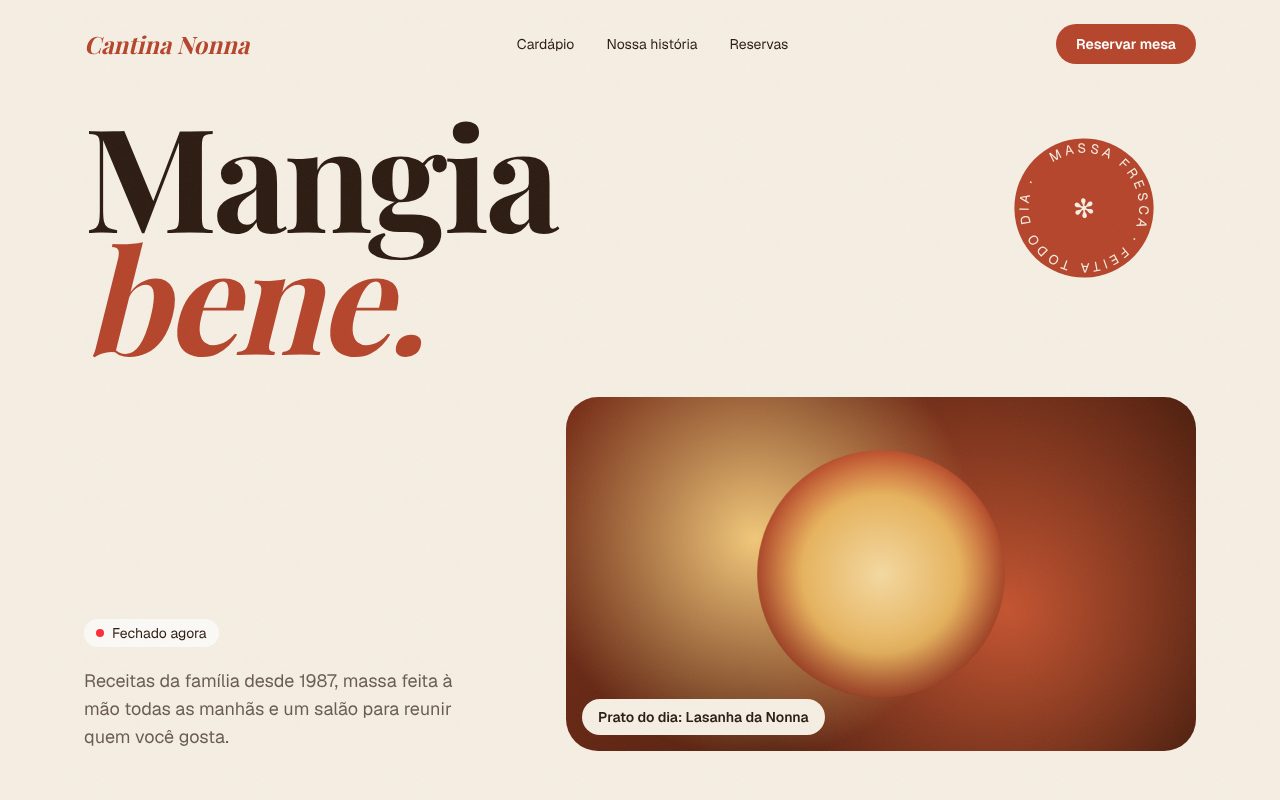 Cantina Nonna
Cardápio
Nossa história
Reservas
Reservar mesa
Mangia
bene.
MASSA FRESCA · FEITA TODO DIA ·
Fechado agora
Receitas da família desde 1987, massa feita à
mão todas as manhãs e um salão para reunir
quem você gosta.
Prato do dia: Lasanha da Nonna